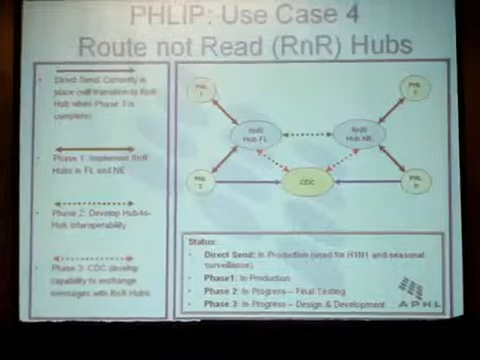 PHLIP: Use Case 4
Route not Read (RnR) Hubs
Direct Send: Currently in
place (will transition to RnR
Hub when Phase 3 is
complete)
Phase 1: Implement RnR
Hubs in FL and NE
Phase 2: Develop Hub-to-
Hub interoperability
Phase 3: CDC develop
capability to exchange
messages with RnR Hubs
PHL
PHL
RnR
Hub FL
RnR
Hub NE
PHL
CDC
PHL
Status:
Direct Send: In Production (used for H1N1 and seasonal
surveillance)
Phase1: In Production
Phase 2: In Progress – Final Testing
Phase 3: In Progress – Design & Development
APHL